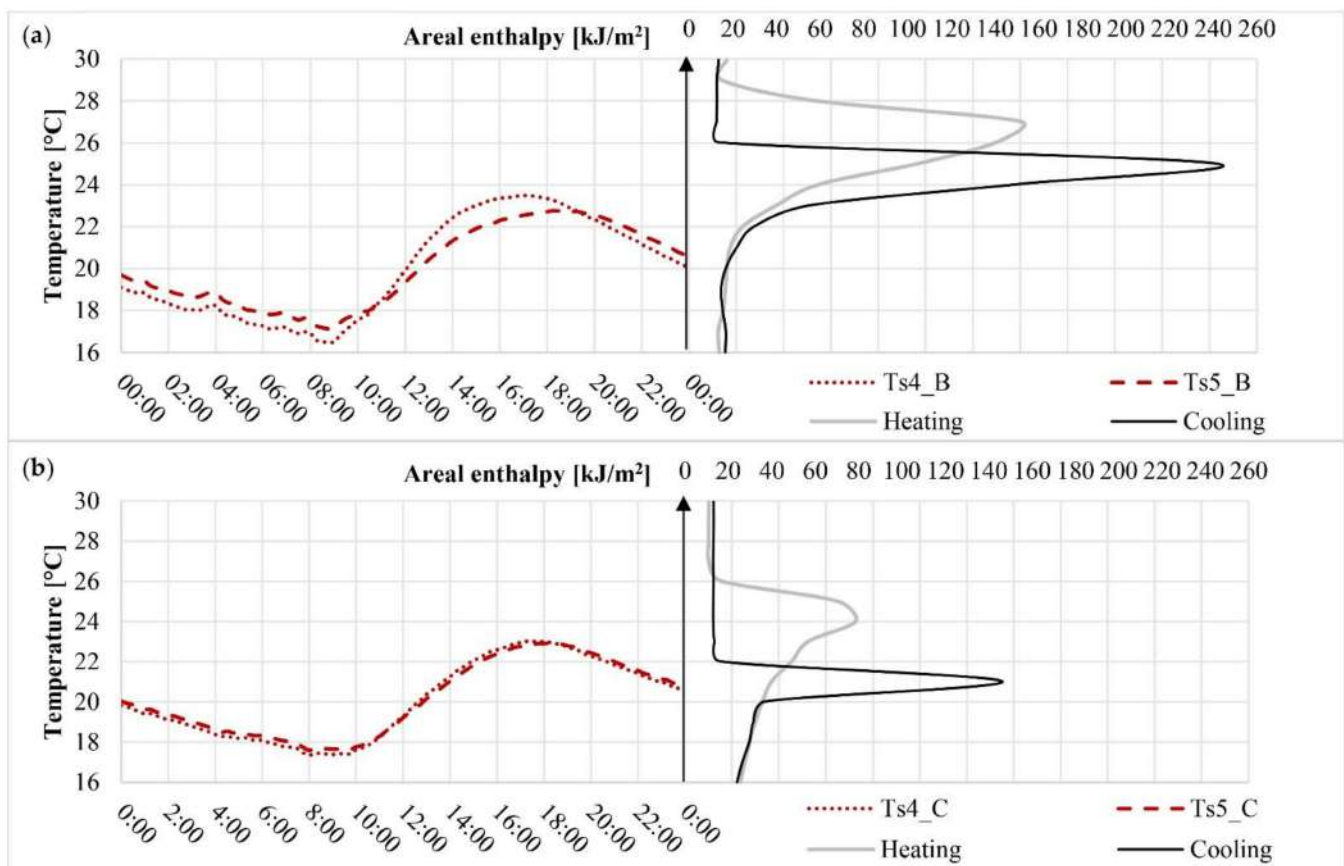 (a)
Areal enthalpy [kJ/m²]
0 20 40 60 80 100 120 140 160 180 200 220 240 260
Temperature [°C]
30
28
26
24
22
20
18
16
00:00 02:00 04:00 06:00 08:00 10:00 12:00 14:00 16:00 18:00 20:00 22:00 00:00
Ts4_B Ts5_B
Heating Cooling
(b)
Areal enthalpy [kJ/m²]
0 20 40 60 80 100 120 140 160 180 200 220 240 260
Temperature [°C]
30
28
26
24
22
20
18
16
0:00 2:00 4:00 6:00 8:00 10:00 12:00 14:00 16:00 18:00 20:00 22:00 0:00
Ts4_C Ts5_C
Heating Cooling